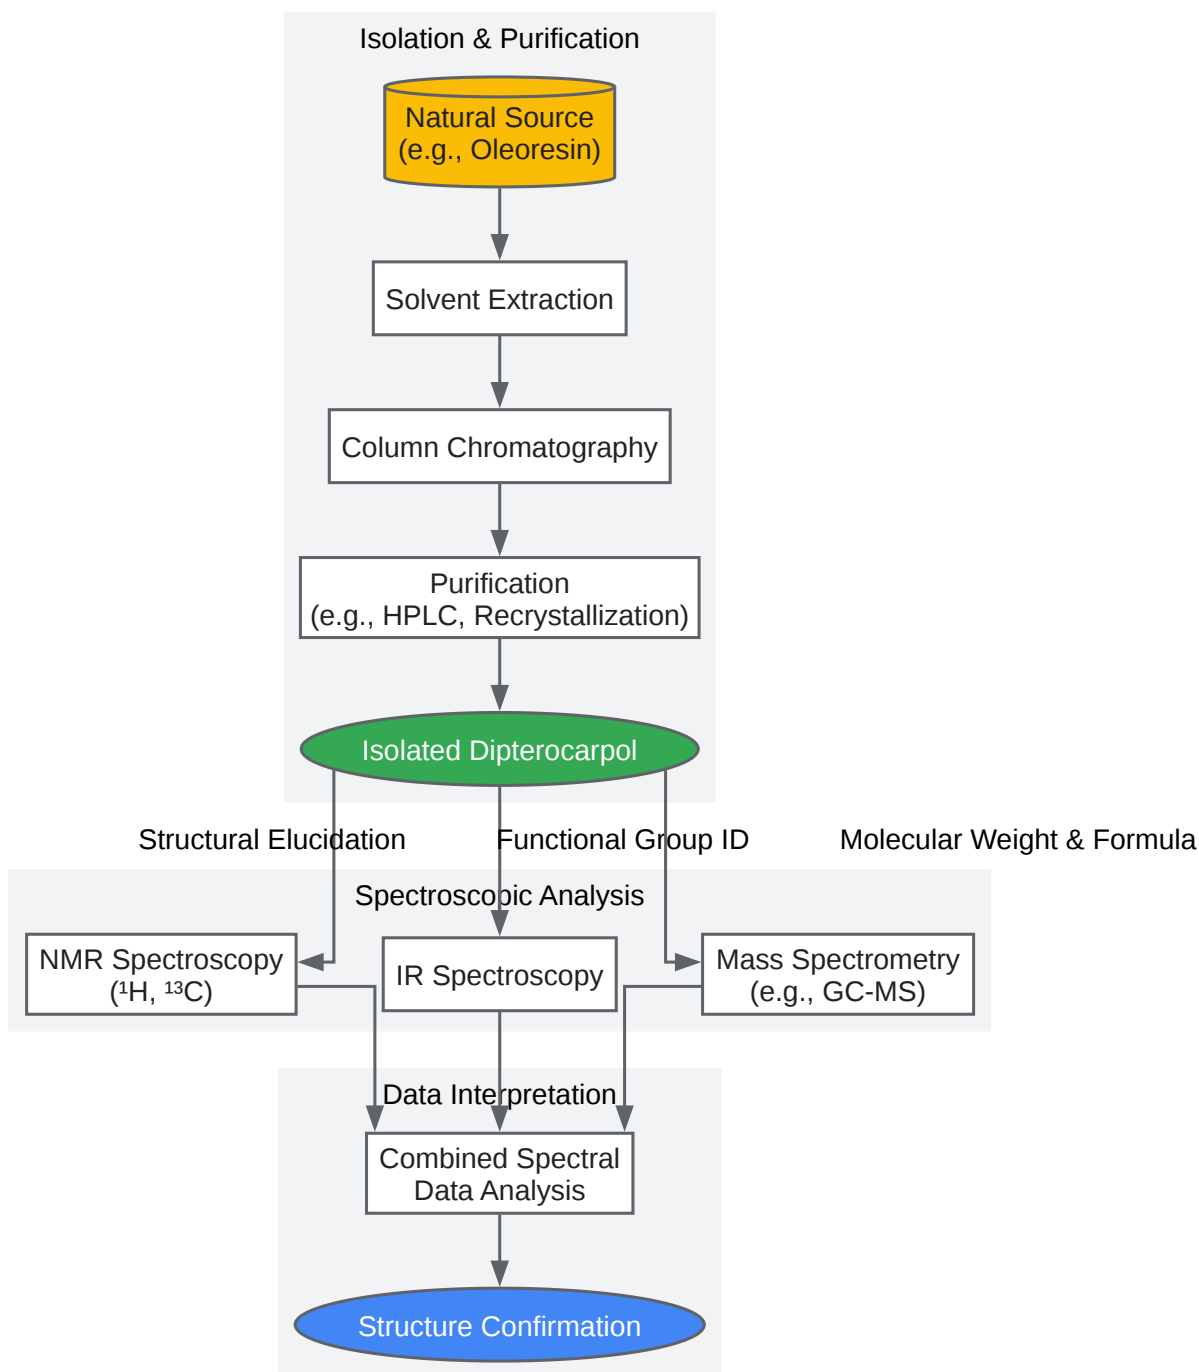 Isolation & Purification
Natural Source
(e.g., Oleoresin)
Solvent Extraction
Column Chromatography
Purification
(e.g., HPLC, Recrystallization)
Isolated Dipterocarpol
Structural Elucidation
Functional Group ID
Molecular Weight & Formula
Spectroscopic Analysis
NMR Spectroscopy
(¹H, ¹³C)
IR Spectroscopy
Mass Spectrometry
(e.g., GC-MS)
Data Interpretation
Combined Spectral
Data Analysis
Structure Confirmation